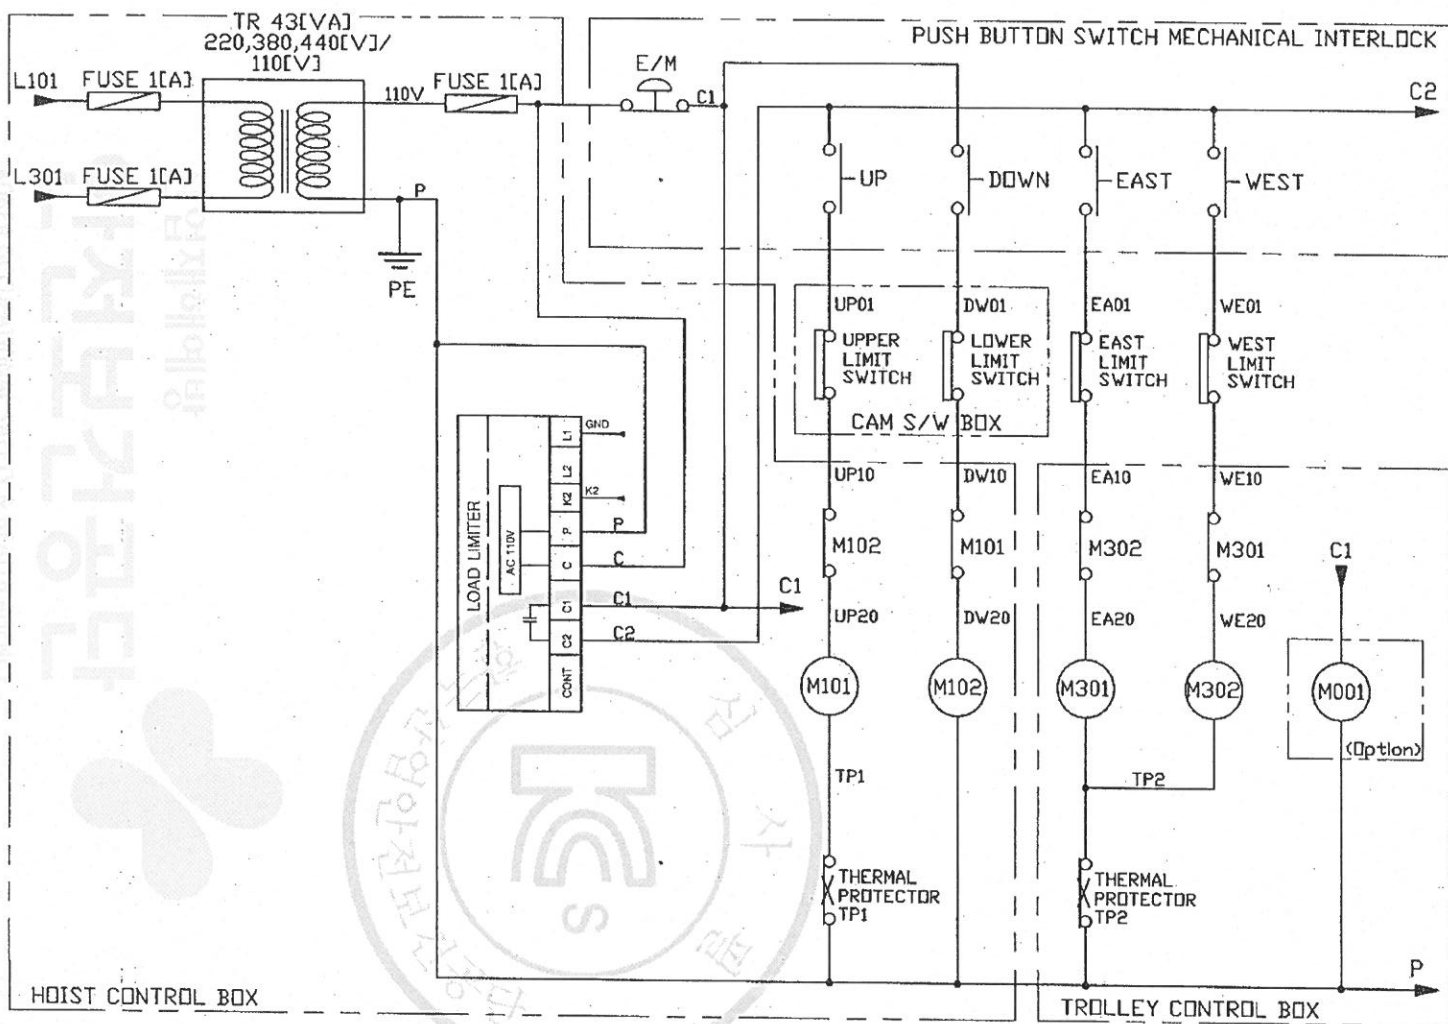 TR 43[VA]
220,380,440[V]/
110[V]
PUSH BUTTON SWITCH MECHANICAL INTERLOCK
L101
FUSE 1[A]
110V
FUSE 1[A]
E/M
C1
C2
L301
FUSE 1[A]
P
PE
UP
DOWN
EAST
WEST
UP01
DW01
EA01
WE01
UPPER
LIMIT
SWITCH
LOWER
LIMIT
SWITCH
EAST
LIMIT
SWITCH
WEST
LIMIT
SWITCH
CAM S/W BOX
UP10
DW10
EA10
WE10
LOAD LIMITER
AC 110V
L1
GND
L2
K2
K2
P
P
C
C
C1
C1
C2
C2
CONT
C1
M102
M101
M302
M301
C1
UP20
DW20
EA20
WE20
M101
M102
M301
M302
M001
(Option)
TP1
TP2
THERMAL
PROTECTOR
TP1
THERMAL
PROTECTOR
TP2
P
HOIST CONTROL BOX
TROLLEY CONTROL BOX
KCs
필